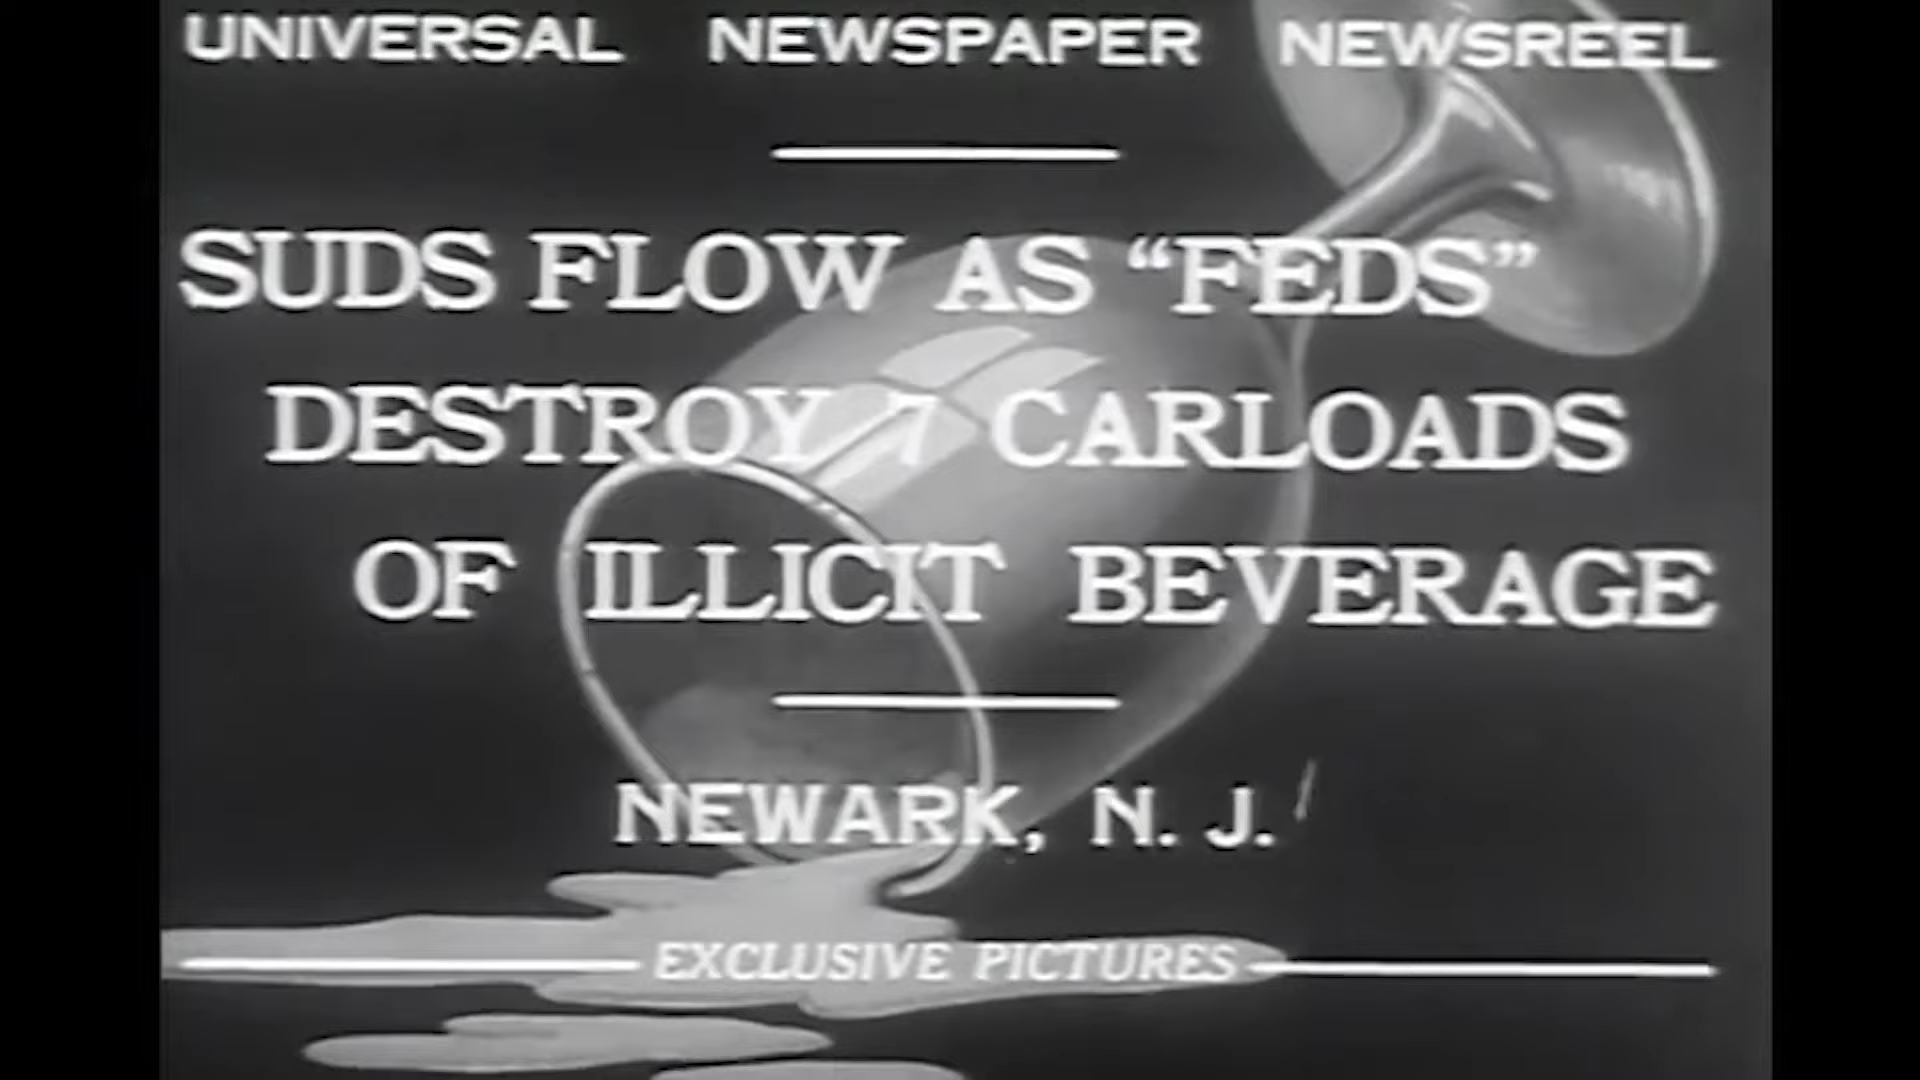 UNIVERSAL NEWSPAPER NEWSREEL
SUDS FLOW AS “FEDS”
DESTROY 7 CARLOADS
OF ILLICIT BEVERAGE
NEWARK, N. J.
EXCLUSIVE PICTURES